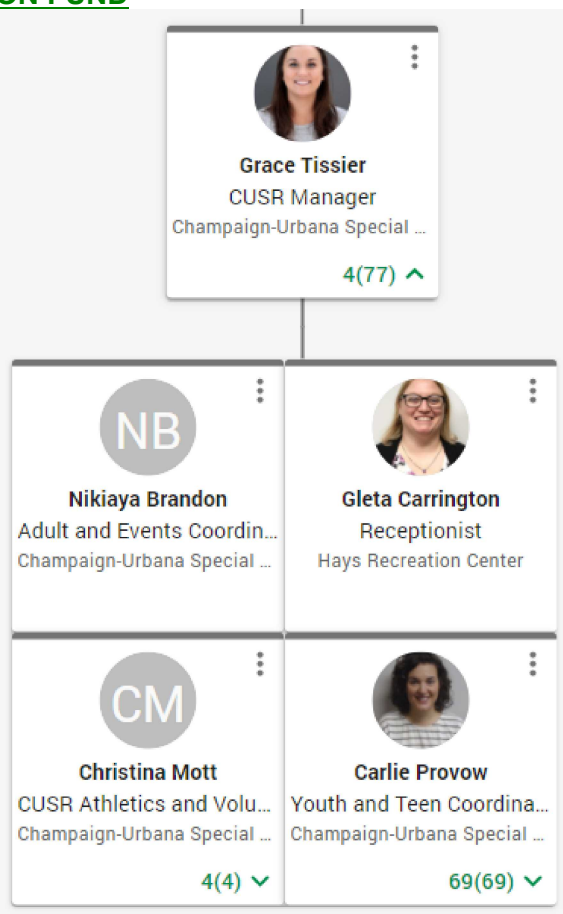 ON FUND
Grace Tissier
CUSR Manager
Champaign-Urbana Special ...
4(77)
NB
Nikiaya Brandon
Adult and Events Coordin...
Champaign-Urbana Special ...
Gleta Carrington
Receptionist
Hays Recreation Center
CM
Christina Mott
CUSR Athletics and Volu...
Champaign-Urbana Special ...
4(4)
Carlie Provow
Youth and Teen Coordina...
Champaign-Urbana Special ...
69(69)